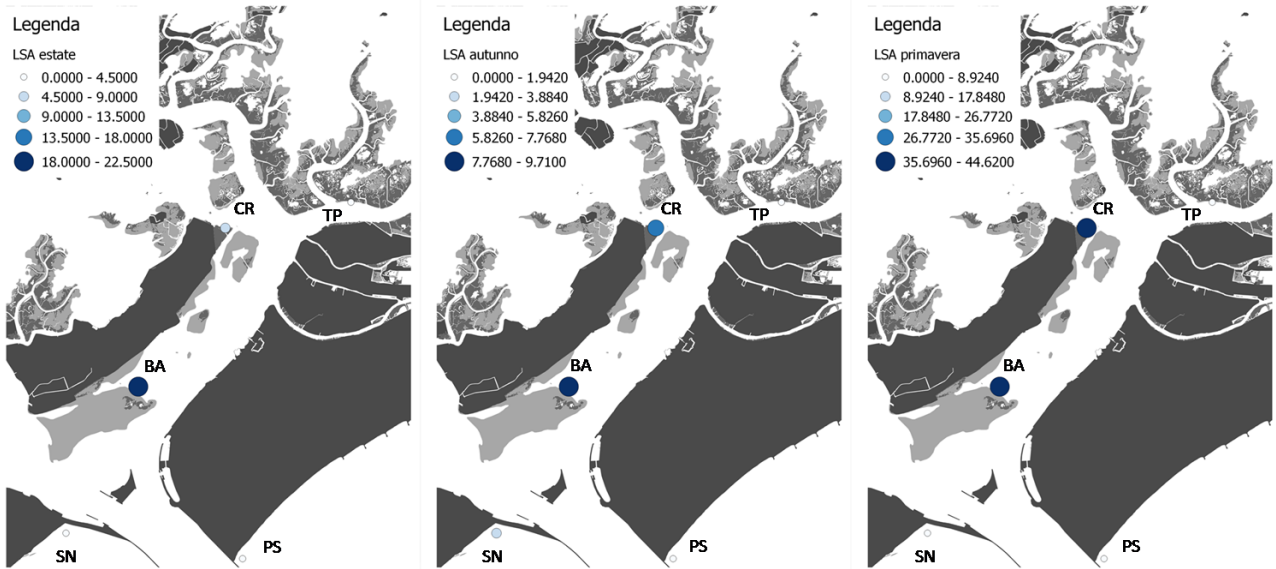 Legenda
LSA estate
0.0000 - 4.5000
4.5000 - 9.0000
9.0000 - 13.5000
13.5000 - 18.0000
18.0000 - 22.5000
CR
TP
BA
SN
PS
Legenda
LSA autunno
0.0000 - 1.9420
1.9420 - 3.8840
3.8840 - 5.8260
5.8260 - 7.7680
7.7680 - 9.7100
CR
TP
BA
SN
PS
Legenda
LSA primavera
0.0000 - 8.9240
8.9240 - 17.8480
17.8480 - 26.7720
26.7720 - 35.6960
35.6960 - 44.6200
CR
TP
BA
SN
PS